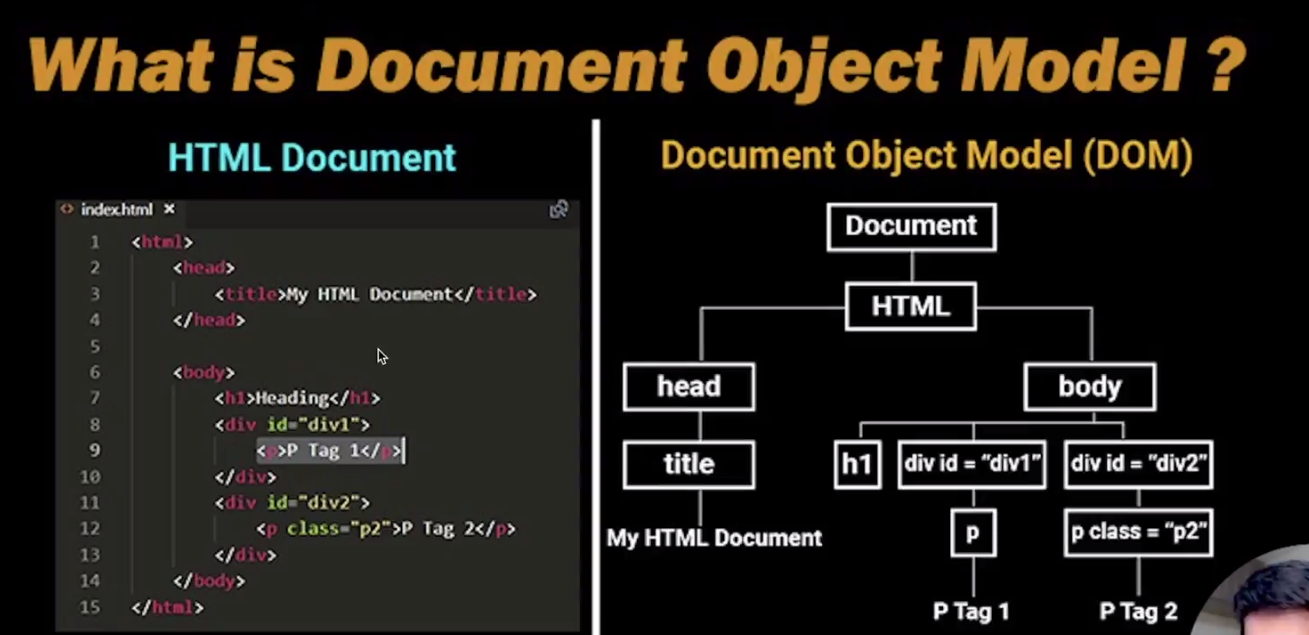 What is Document Object Model ?
HTML Document
index.html ×
1 <html>
2 <head>
3 <title>My HTML Document</title>
4 </head>
5
6 <body>
7 <h1>Heading</h1>
8 <div id="div1">
9 <p>P Tag 1</p>
10 </div>
11 <div id="div2">
12 <p class="p2">P Tag 2</p>
13 </div>
14 </body>
15 </html>
Document Object Model (DOM)
Document
HTML
head body
title h1 div id = "div1" div id = "div2"
My HTML Document p p class = "p2"
P Tag 1 P Tag 2